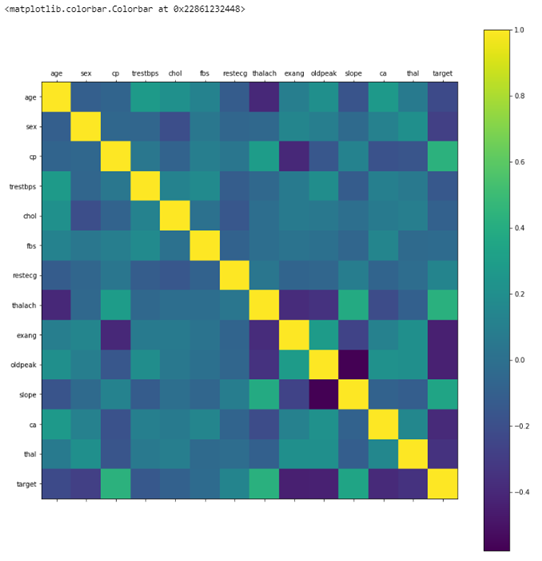 <matplotlib.colorbar.Colorbar at 0x22861232448>
age sex cp trestbps chol fbs restecg thalach exang oldpeak slope ca thal target
age
sex
cp
trestbps
chol
fbs
restecg
thalach
exang
oldpeak
slope
ca
thal
target
1.0
0.8
0.6
0.4
0.2
0.0
−0.2
−0.4